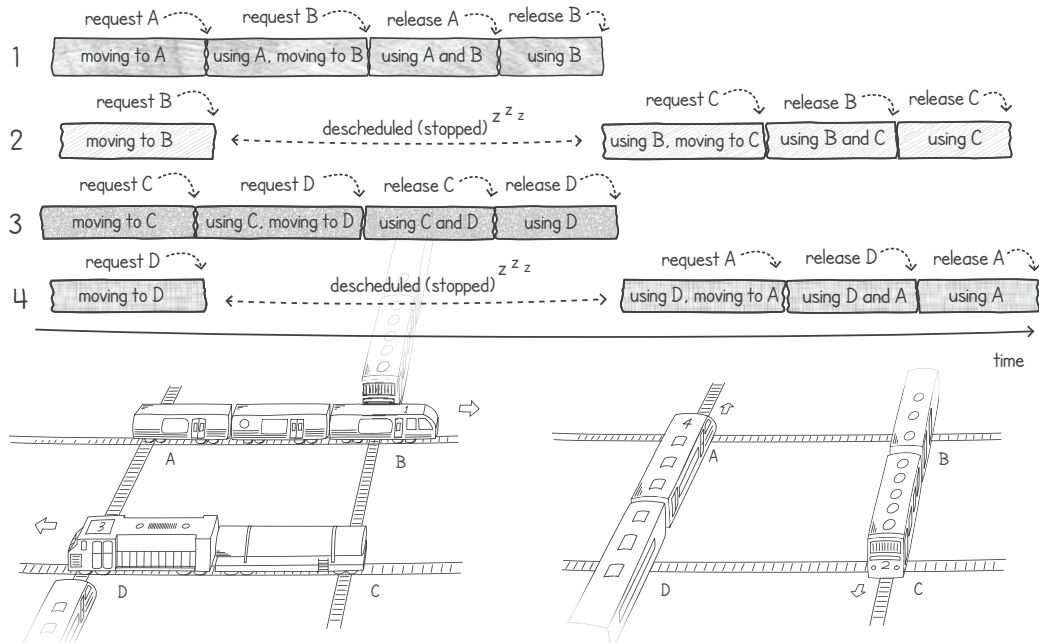 request A
request B
release A
release B
1
moving to A
using A, moving to B
using A and B
using B
request B
descheduled (stopped) z z z
request C
release B
release C
2
moving to B
using B, moving to C
using B and C
using C
request C
request D
release C
release D
3
moving to C
using C, moving to D
using C and D
using D
request D
descheduled (stopped) z z z
request A
release D
release A
4
moving to D
using D, moving to A
using D and A
using A
time
1
A
B
3
D
C
4
A
B
2
D
C